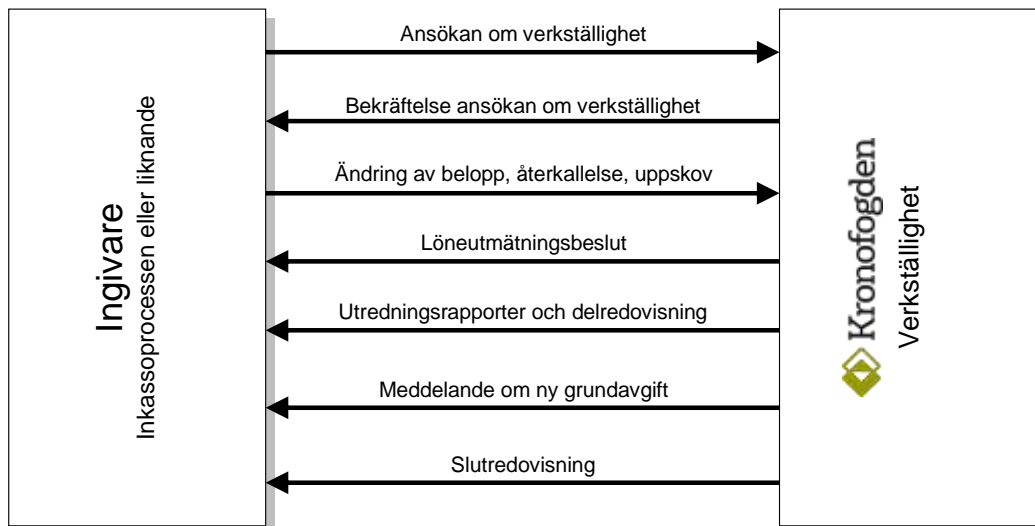 Ingivare
Inkassoprocessen eller liknande
Ansökan om verkställighet
Bekräftelse ansökan om verkställighet
Ändring av belopp, återkallelse, uppskov
Löneutmätningsbeslut
Utredningsrapporter och delredovisning
Meddelande om ny grundavgift
Slutredovisning
Kronofogden
Verkställighet